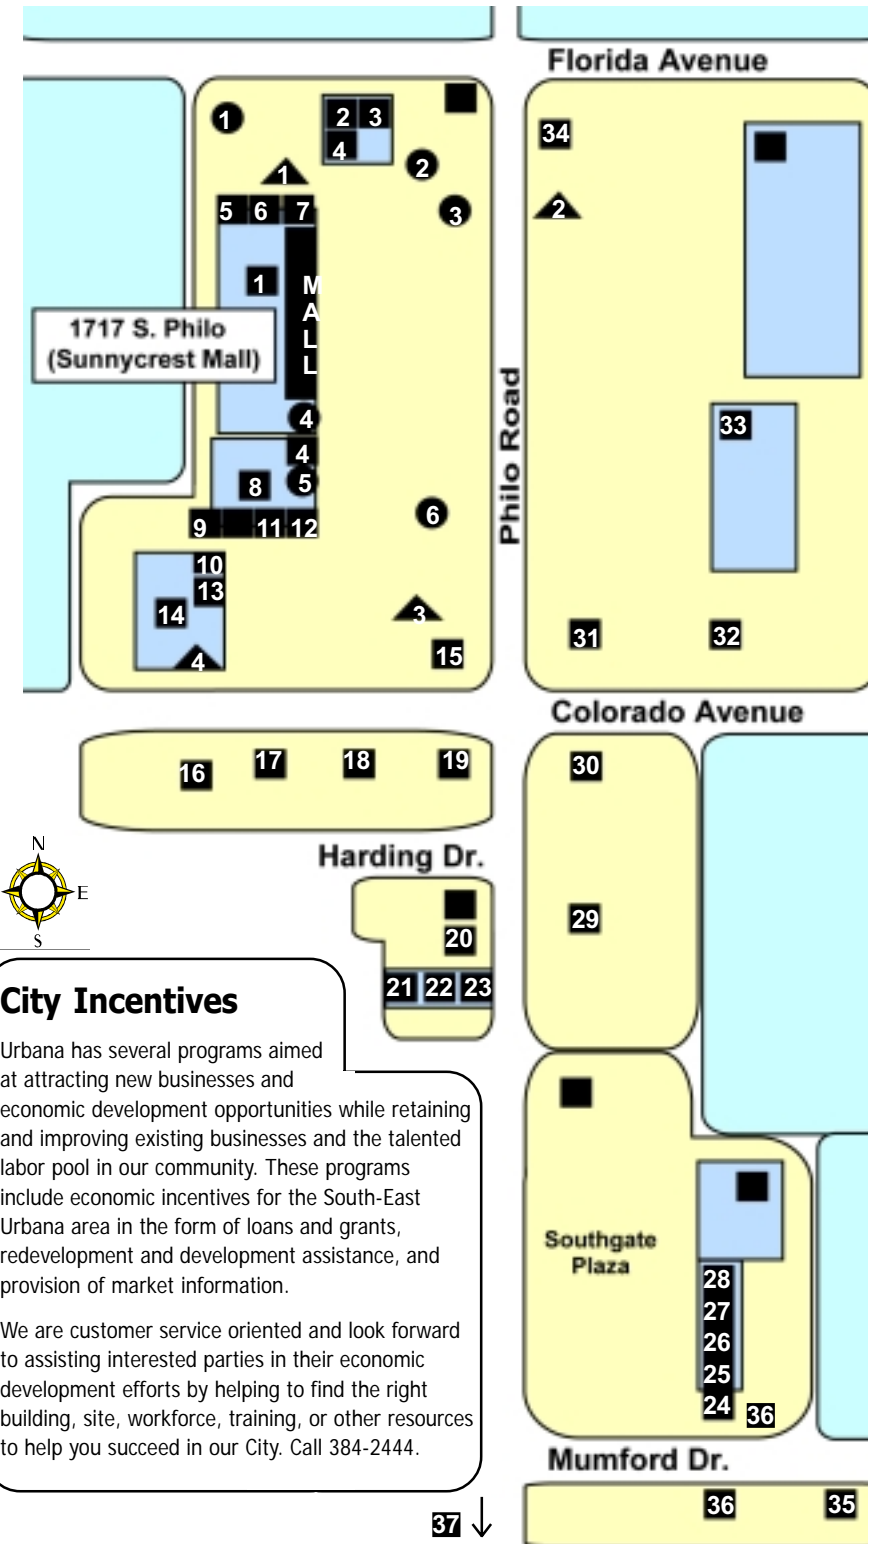 Florida Avenue
1
2 3
4
2
34
1
3
2
5 6 7
1
MALL
1717 S. Philo
(Sunnycrest Mall)
Philo Road
4
33
4
8
5
6
9 11 12
10
13
14
3
4
15
31
32
Colorado Avenue
16 17 18 19
30
N
E
S
Harding Dr.
20
29
21 22 23
City Incentives
Urbana has several programs aimed
at attracting new businesses and
economic development opportunities while retaining
and improving existing businesses and the talented
labor pool in our community. These programs
include economic incentives for the South-East
Urbana area in the form of loans and grants,
redevelopment and development assistance, and
provision of market information.
We are customer service oriented and look forward
to assisting interested parties in their economic
development efforts by helping to find the right
building, site, workforce, training, or other resources
to help you succeed in our City. Call 384-2444.
Southgate
Plaza
28
27
26
25
24
36
Mumford Dr.
36
35
37